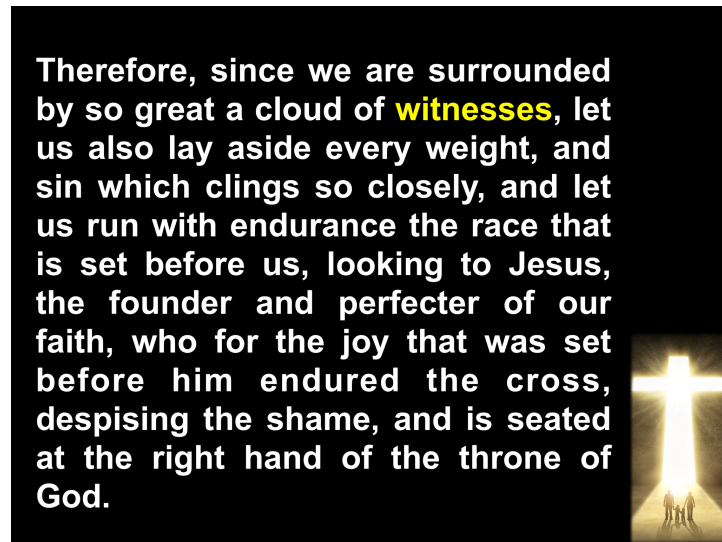 Therefore, since we are surrounded
by so great a cloud of witnesses, let
us also lay aside every weight, and
sin which clings so closely, and let
us run with endurance the race that
is set before us, looking to Jesus,
the founder and perfecter of our
faith, who for the joy that was set
before him endured the cross,
despising the shame, and is seated
at the right hand of the throne of
God.